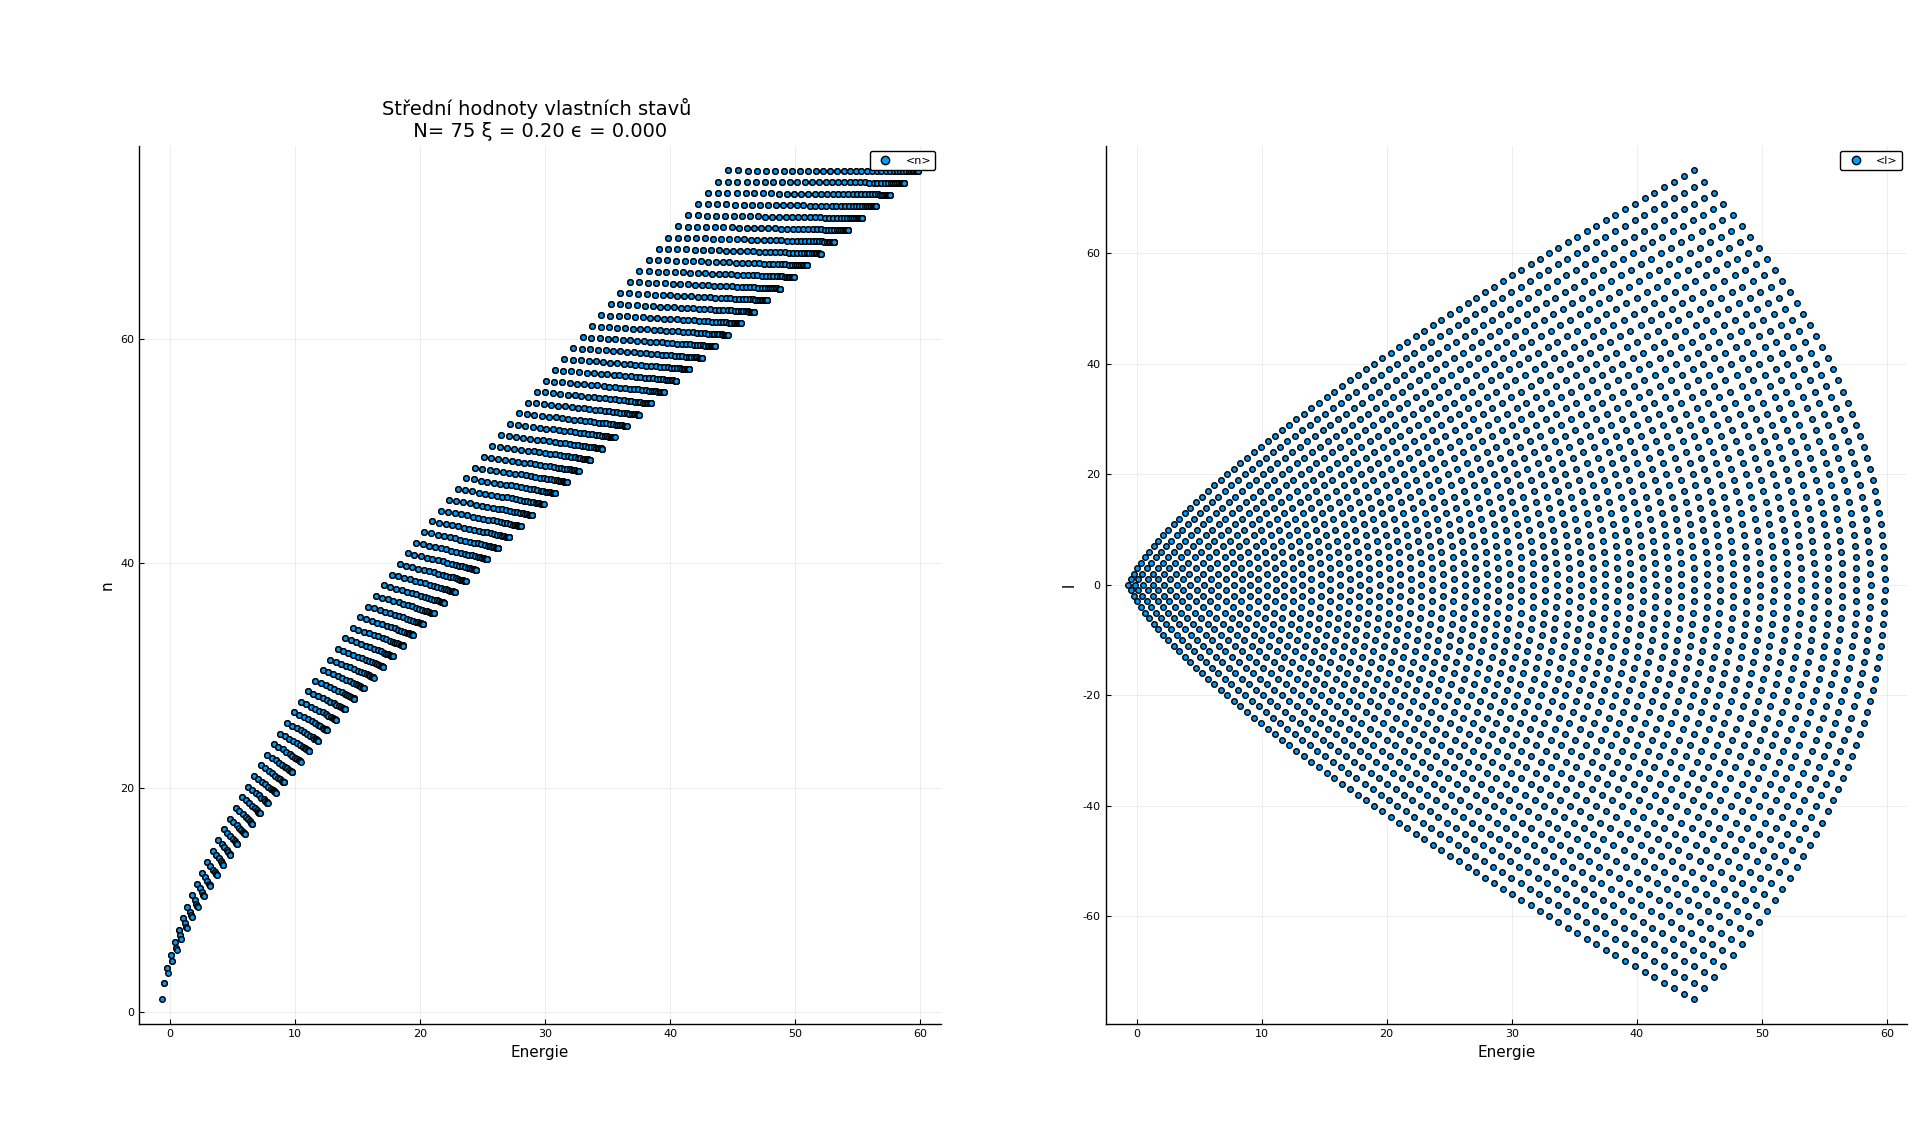 Střední hodnoty vlastních stavů
N= 75 ξ = 0.20 ϵ = 0.000
<n>
n
60
40
20
0
0 10 20 30 40 50 60
Energie
<l>
l
60
40
20
0
-20
-40
-60
0 10 20 30 40 50 60
Energie